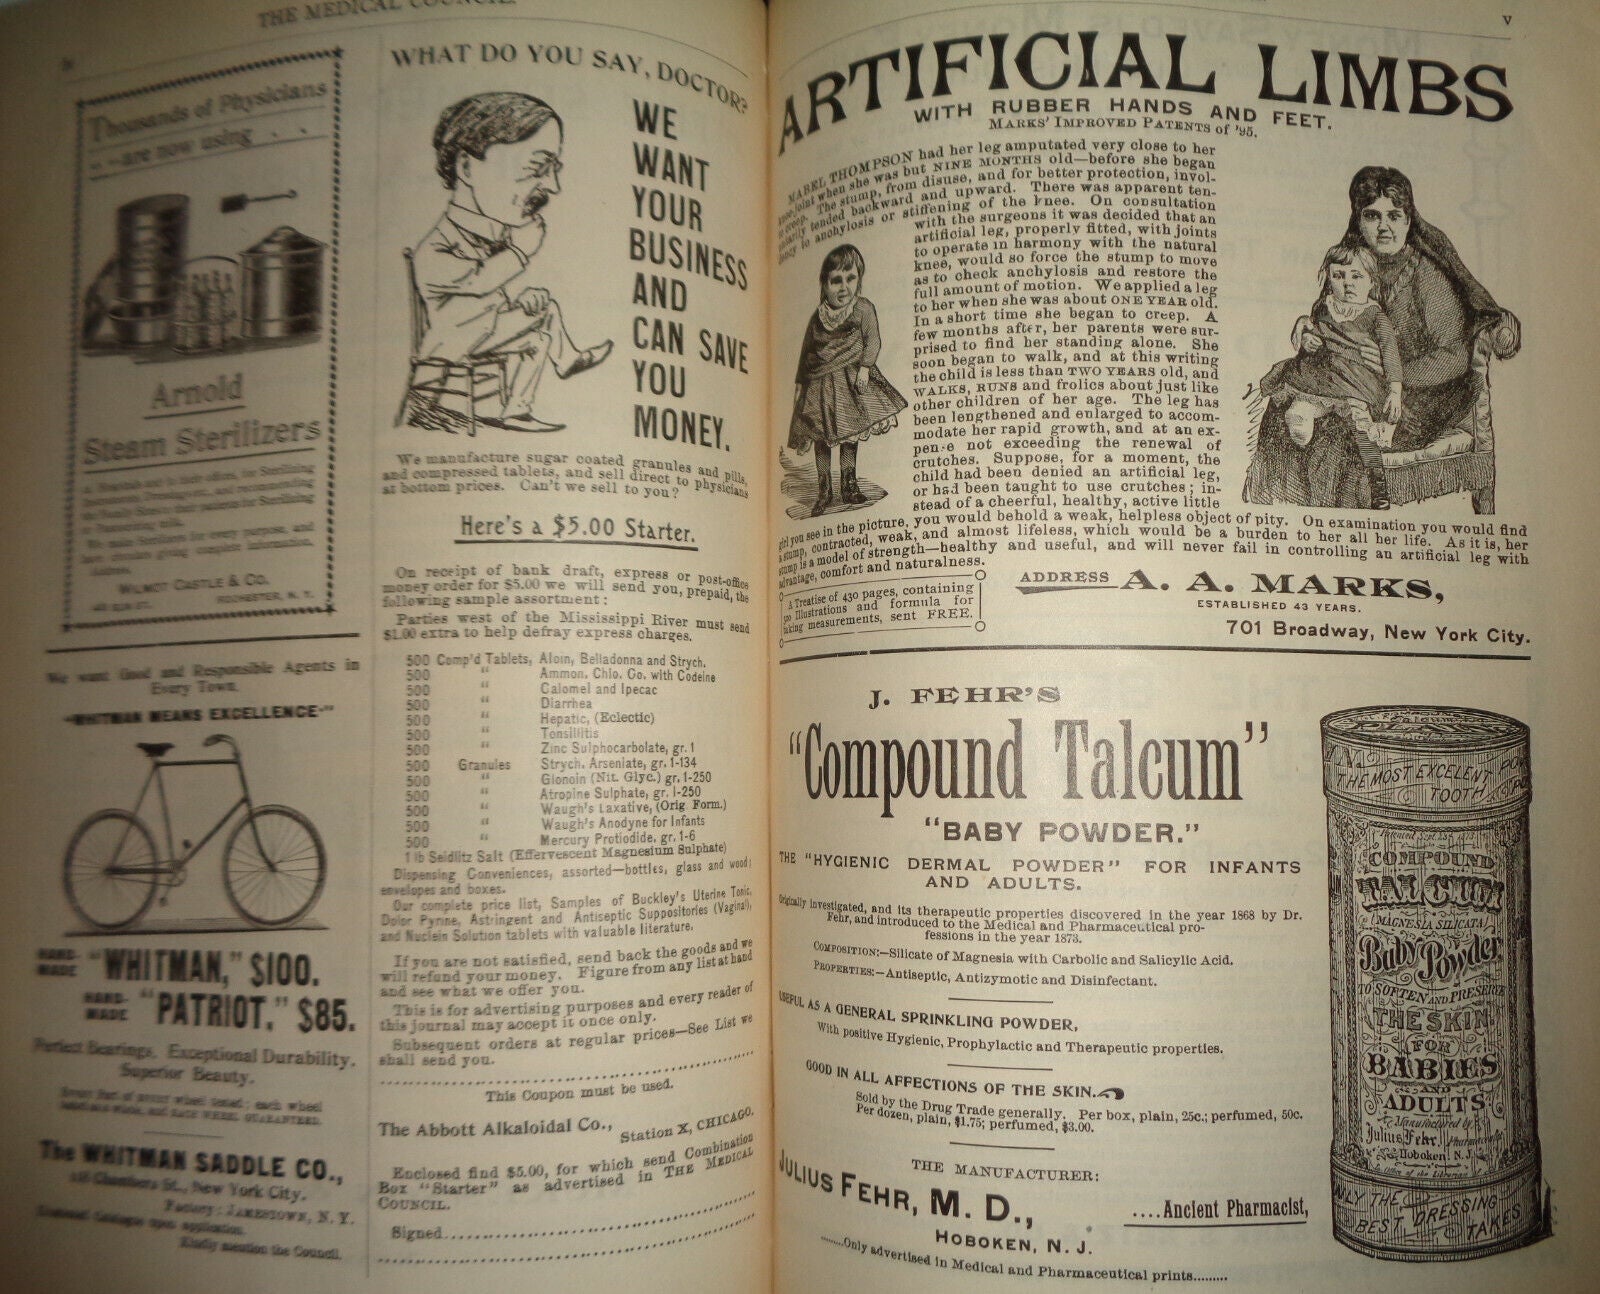 THE MEDICAL COUNCIL.
Thousands of Physicians
. . are now using . .
Arnold
Steam Sterilizers
We make Sterilizers for every purpose, and
WILMOT CASTLE & CO.
ROCHESTER, N. Y.
We want Good and Responsible Agents in
Every Town.
"WHITMAN MEANS EXCELLENCE."
HAND-MADE "WHITMAN," $100.
HAND-MADE "PATRIOT," $85.
Perfect Bearings. Exceptional Durability.
Superior Beauty.
Every Part of every wheel tested; each wheel
EACH WHEEL GUARANTEED.
The WHITMAN SADDLE CO.,
118 Chambers St., New York City.
Factory: JAMESTOWN, N. Y.
Kindly mention the Council.
WHAT DO YOU SAY, DOCTOR?
WE
WANT
YOUR
BUSINESS
AND
CAN SAVE
YOU
MONEY.
We manufacture sugar coated granules and pills,
and compressed tablets, and sell direct to physicians
at bottom prices. Can't we sell to you?
Here's a $5.00 Starter.
On receipt of bank draft, express or post-office
money order for $5.00 we will send you, prepaid, the
following sample assortment:
Parties west of the Mississippi River must send
$1.00 extra to help defray express charges.
500 Comp'd Tablets, Aloin, Belladonna and Strych.
500 " Ammon. Chlo. Co. with Codeine
500 " Calomel and Ipecac
500 " Diarrhea
500 " Hepatic, (Eclectic)
500 " Tonsillitis
500 " Zinc Sulphocarbolate, gr. 1
500 Granules Strych. Arseniate, gr. 1-134
500 " Glonoin (Nit. Glyc.) gr. 1-250
500 " Atropine Sulphate, gr. 1-250
500 " Waugh's Laxative, (Orig Form.)
500 " Waugh's Anodyne for Infants
500 " Mercury Protiodide, gr. 1-6
1 lb Seidlitz Salt (Effervescent Magnesium Sulphate)
Dispensing Conveniences, assorted—bottles, glass and wood;
envelopes and boxes.
Our complete price list, Samples of Buckley's Uterine Tonic,
Dolor Pyrine, Astringent and Antiseptic Suppositories (Vaginal),
and Nuclein Solution tablets with valuable literature.
If you are not satisfied, send back the goods and we
will refund your money. Figure from any list at hand
and see what we offer you.
This is for advertising purposes and every reader of
this journal may accept it once only.
Subsequent orders at regular prices—See List we
shall send you.
This Coupon must be used.
The Abbott Alkaloidal Co., Station X, CHICAGO.
Enclosed find $5.00, for which send Combination
Box "Starter" as advertised in THE MEDICAL
COUNCIL.
Signed
v
ARTIFICIAL LIMBS
WITH RUBBER HANDS AND FEET.
MARKS' IMPROVED PATENTS of '95.
MABEL THOMPSON had her leg amputated very close to her
knee joint when she was but NINE MONTHS old—before she began
to creep. The stump, from disuse, and for better protection, invol-
untarily tended backward and upward. There was apparent ten-
dency to anchylosis or stiffening of the knee. On consultation
with the surgeons it was decided that an
artificial leg, properly fitted, with joints
to operate in harmony with the natural
knee, would so force the stump to move
as to check anchylosis and restore the
full amount of motion. We applied a leg
to her when she was about ONE YEAR old.
In a short time she began to creep. A
few months after, her parents were sur-
prised to find her standing alone. She
soon began to walk, and at this writing
the child is less than TWO YEARS old, and
WALKS, RUNS and frolics about just like
other children of her age. The leg has
been lengthened and enlarged to accom-
modate her rapid growth, and at an ex-
pense not exceeding the renewal of
crutches. Suppose, for a moment, the
child had been denied an artificial leg,
or had been taught to use crutches; in-
stead of a cheerful, healthy, active little
girl you see in the picture, you would behold a weak, helpless object of pity. On examination you would find
a stump, contracted, weak, and almost lifeless, which would be a burden to her all her life. As it is, her
stump is a model of strength—healthy and useful, and will never fail in controlling an artificial leg with
advantage, comfort and naturalness.
A Treatise of 430 pages, containing
300 Illustrations and formula for
taking measurements, sent FREE.
ADDRESS A. A. MARKS,
ESTABLISHED 43 YEARS.
701 Broadway, New York City.
J. FEHR'S
"Compound Talcum"
"BABY POWDER."
THE "HYGIENIC DERMAL POWDER" FOR INFANTS
AND ADULTS.
Originally investigated, and its therapeutic properties discovered in the year 1868 by Dr.
Fehr, and introduced to the Medical and Pharmaceutical pro-
fessions in the year 1873.
COMPOSITION:—Silicate of Magnesia with Carbolic and Salicylic Acid.
PROPERTIES:—Antiseptic, Antizymotic and Disinfectant.
USEFUL AS A GENERAL SPRINKLING POWDER,
With positive Hygienic, Prophylactic and Therapeutic properties.
GOOD IN ALL AFFECTIONS OF THE SKIN.
Sold by the Drug Trade generally. Per box, plain, 25c.; perfumed, 50c.
Per dozen, plain, $1.75; perfumed, $3.00.
THE MANUFACTURER:
JULIUS FEHR, M. D.,
....Ancient Pharmacist,
HOBOKEN, N. J.
........Only advertised in Medical and Pharmaceutical prints........
THE MOST EXCELLENT
TOOTH
COMPOUND
TALCUM
(MAGNESIA SILICATA)
Baby Powder,
TO SOFTEN AND PRESERVE
THE SKIN
FOR
BABIES
AND
ADULTS
Manufactured by
Julius Fehr,
Hoboken N.J.
ONLY THE
BEST DRESSING
TAKES